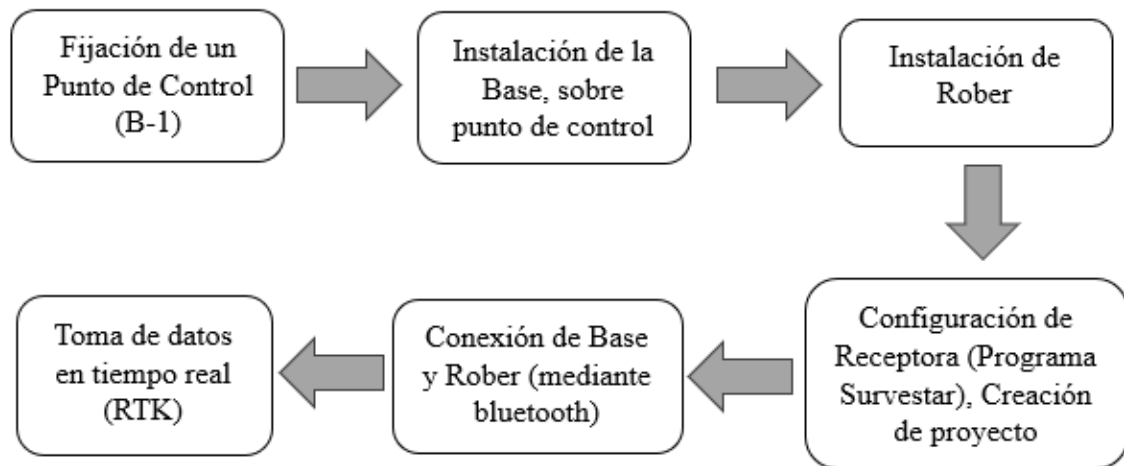 Fijación de un
Punto de Control
(B-1)
Instalación de la
Base, sobre
punto de control
Instalación de
Rober
Configuración de
Receptora (Programa
Survestar), Creación
de proyecto
Conexión de Base
y Rober (mediante
bluetooth)
Toma de datos
en tiempo real
(RTK)